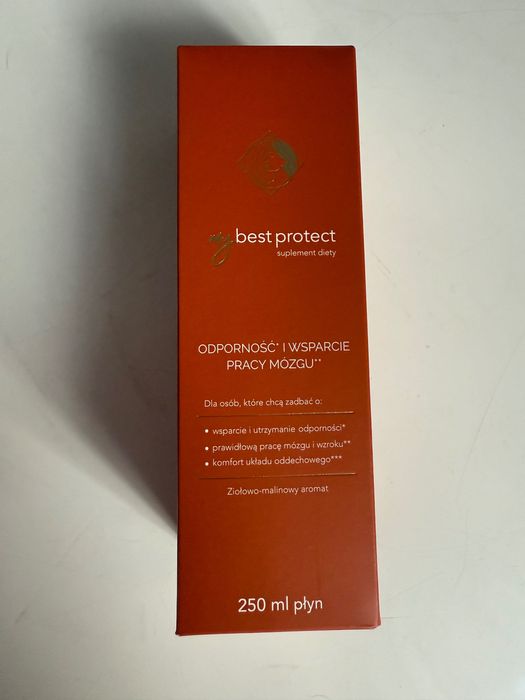 my best protect
suplement diety
ODPORNOŚĆ* I WSPARCIE
PRACY MÓZGU**
Dla osób, które chcą zadbać o:
• wsparcie i utrzymanie odporności*
• prawidłową pracę mózgu i wzroku**
• komfort układu oddechowego***
Ziołowo-malinowy aromat
250 ml płyn